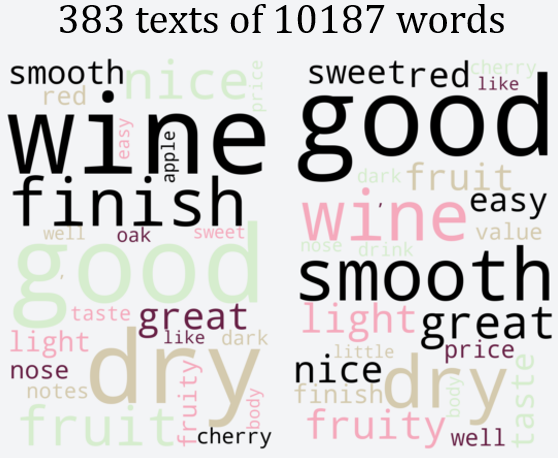 383 texts of 10187 words
smooth
nice
price
red
wine
easy
apple
finish
well
oak
sweet
good
'
taste
great
light
like
dark
nose
dry
notes
fruity
body
fruit
cherry
sweet
red
cherry
like
good
dark
fruit
wine
'
easy
nose
drink
value
smooth
light
great
little
price
nice
finish
dry
body
taste
fruity
well